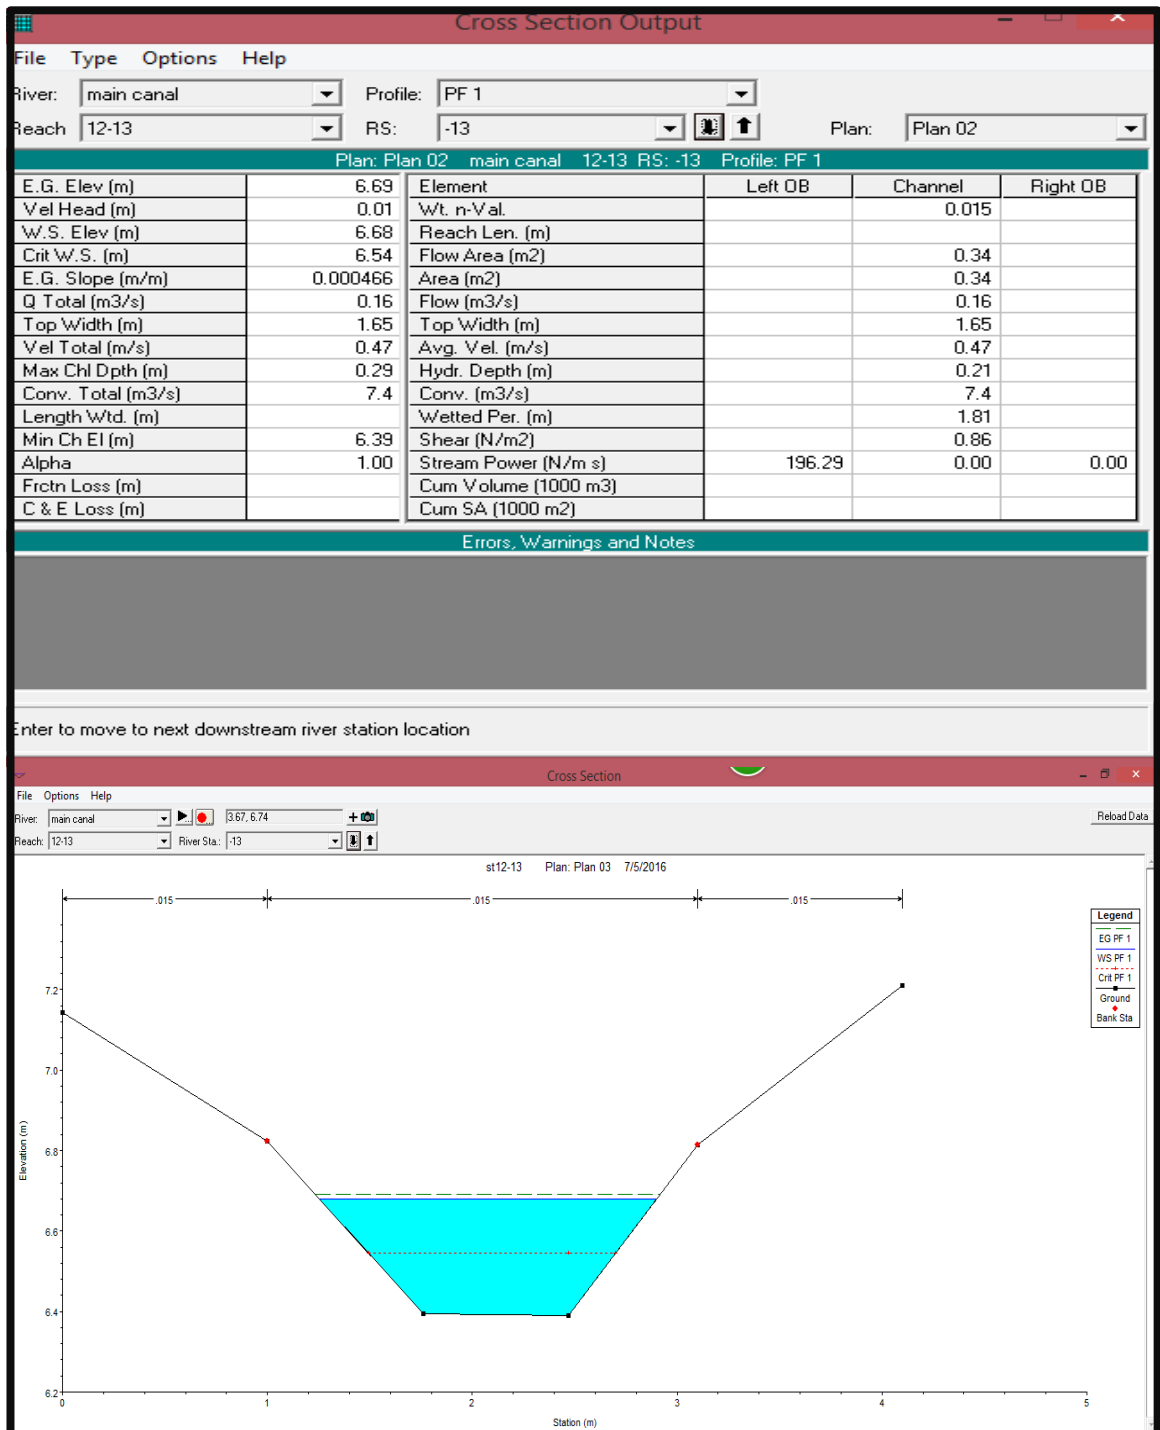 Cross Section Output
File Type Options Help
River: main canal Profile: PF 1
Reach 12-13 RS: -13 Plan: Plan 02
Plan: Plan 02 main canal 12-13 RS: -13 Profile: PF 1
E.G. Elev (m) 6.69 Element Left OB Channel Right OB
Vel Head (m) 0.01 Wt. n-Val. 0.015
W.S. Elev (m) 6.68 Reach Len. (m)
Crit W.S. (m) 6.54 Flow Area (m2) 0.34
E.G. Slope (m/m) 0.000466 Area (m2) 0.34
Q Total (m3/s) 0.16 Flow (m3/s) 0.16
Top Width (m) 1.65 Top Width (m) 1.65
Vel Total (m/s) 0.47 Avg. Vel. (m/s) 0.47
Max Chl Dpth (m) 0.29 Hydr. Depth (m) 0.21
Conv. Total (m3/s) 7.4 Conv. (m3/s) 7.4
Length Wtd. (m) Wetted Per. (m) 1.81
Min Ch El (m) 6.39 Shear (N/m2) 0.86
Alpha 1.00 Stream Power (N/m s) 196.29 0.00 0.00
Frctn Loss (m) Cum Volume (1000 m3)
C & E Loss (m) Cum SA (1000 m2)
Errors, Warnings and Notes
Enter to move to next downstream river station location
Cross Section
File Options Help
River: main canal 3.67, 6.74 Reload Data
Reach: 12-13 River Sta.: -13
st12-13 Plan: Plan 03 7/5/2016
.015 .015 .015
Legend
EG PF 1
WS PF 1
Crit PF 1
Ground
Bank Sta
7.2
7.0
6.8
6.6
6.4
6.2
Elevation (m)
0 1 2 3 4 5
Station (m)